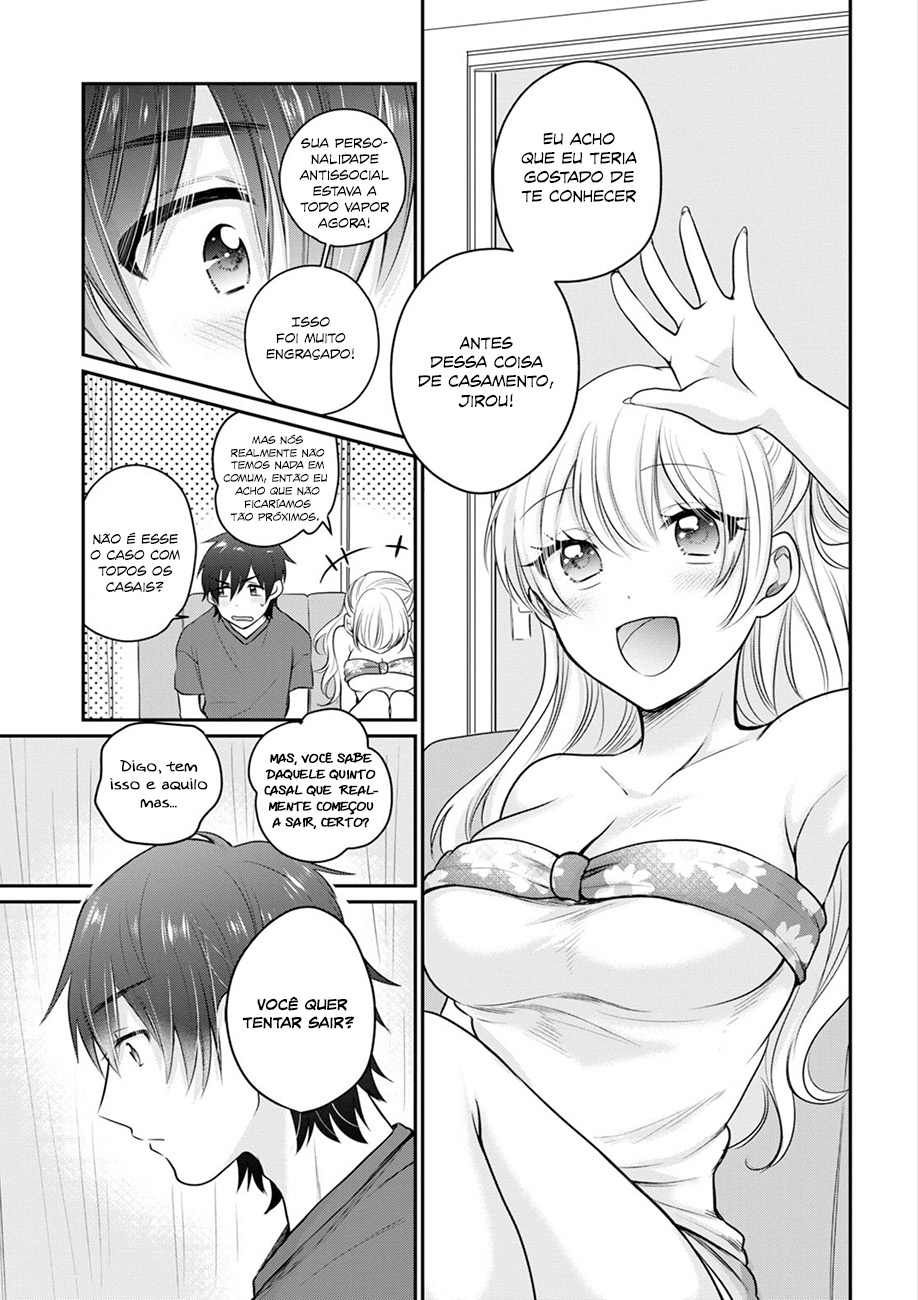 EU ACHO
QUE EU TERIA
GOSTADO DE
TE CONHECER
ANTES
DESSA COISA
DE CASAMENTO,
JIROU!
SUA PERSO-
NALIDADE
ANTISSOCIAL
ESTAVA A
TODO VAPOR
AGORA!
ISSO
FOI MUITO
ENGRAÇADO!
MAS NÓS
REALMENTE NÃO
TEMOS NADA EM
COMUM, ENTÃO EU
ACHO QUE NÃO
FICARÍAMOS
TÃO PRÓXIMOS.
NÃO É ESSE
O CASO COM
TODOS OS
CASAIS?
MAS, VOCÊ SABE
DAQUELE QUINTO
CASAL QUE REAL-
MENTE COMEÇOU
A SAIR, CERTO?
Digo, tem
isso e aquilo
mas...
VOCÊ QUER
TENTAR SAIR?